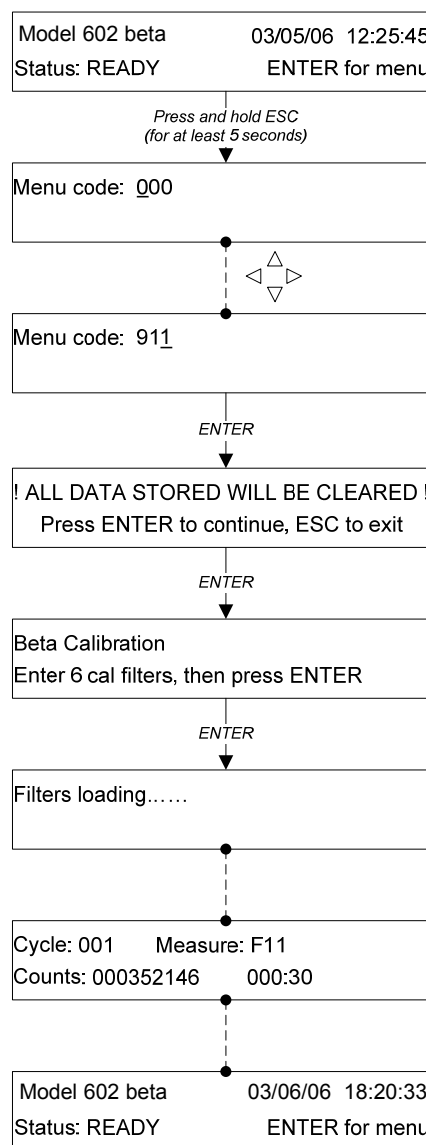 Model 602 beta 03/05/06 12:25:45
Status: READY ENTER for menu
Press and hold ESC
(for at least 5 seconds)
Menu code: 000
Menu code: 911
ENTER
! ALL DATA STORED WILL BE CLEARED !
Press ENTER to continue, ESC to exit
ENTER
Beta Calibration
Enter 6 cal filters, then press ENTER
ENTER
Filters loading......
Cycle: 001 Measure: F11
Counts: 000352146 000:30
Model 602 beta 03/06/06 18:20:33
Status: READY ENTER for menu